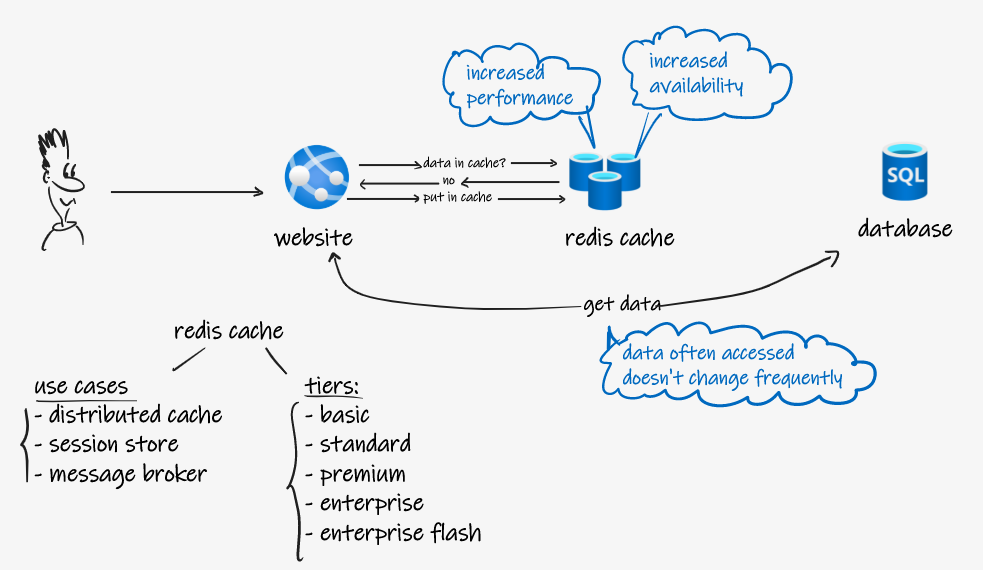 increased
performance
increased
availability
data in cache?
no
put in cache
SQL
website
redis cache
database
get data
data often accessed
doesn't change frequently
redis cache
use cases
- distributed cache
- session store
- message broker
tiers:
- basic
- standard
- premium
- enterprise
- enterprise flash